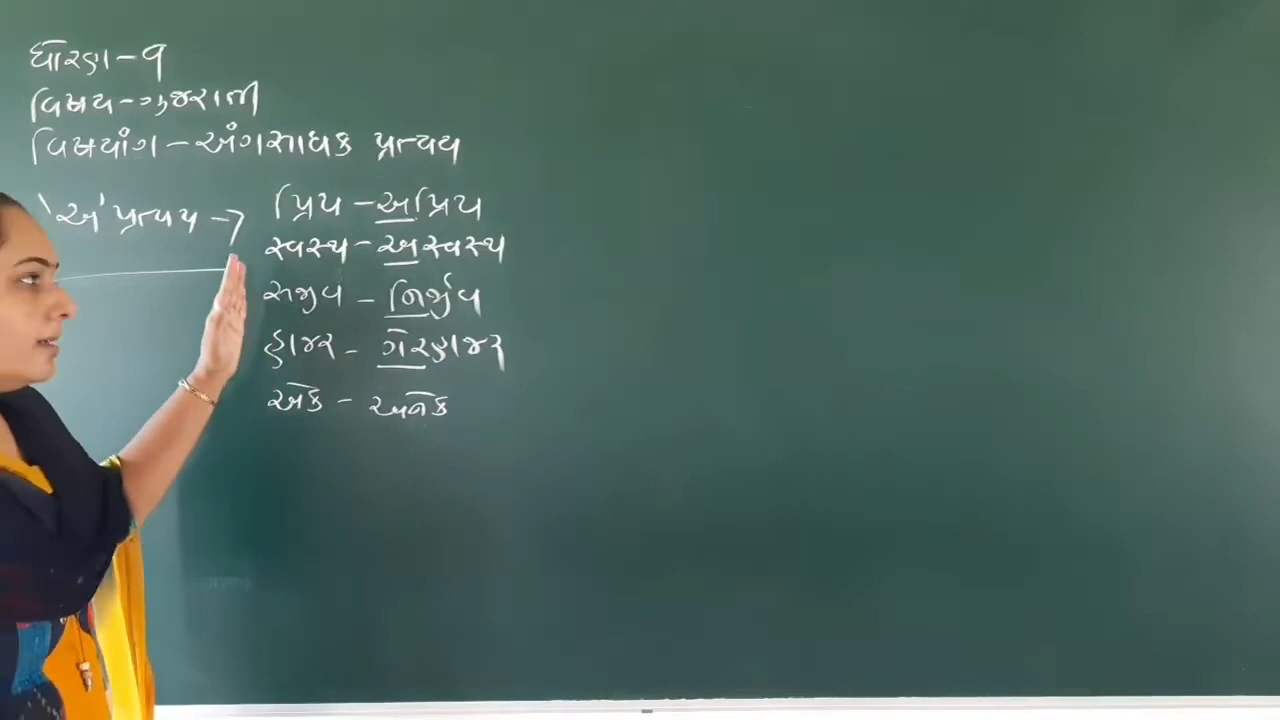 ધોરણ - ૧
વિષય - ગુજરાતી
વિષયાંગ - અંગસાધક પ્રત્યય
'અ' પ્રત્યય → પ્રિય - અપ્રિય
સ્વસ્થ - અસ્વસ્થ
સજીવ - નિર્જીવ
હાજર - ગેરહાજર
એક - અનેક